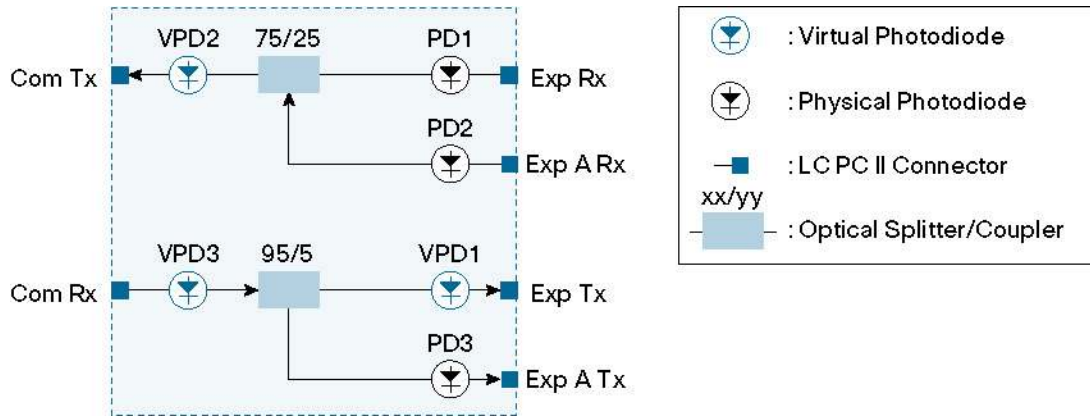 VPD2 75/25 PD1
Com Tx Exp Rx
PD2
Exp A Rx
VPD3 95/5 VPD1
Com Rx Exp Tx
PD3
Exp A Tx
: Virtual Photodiode
: Physical Photodiode
: LC PC II Connector
xx/yy
: Optical Splitter/Coupler